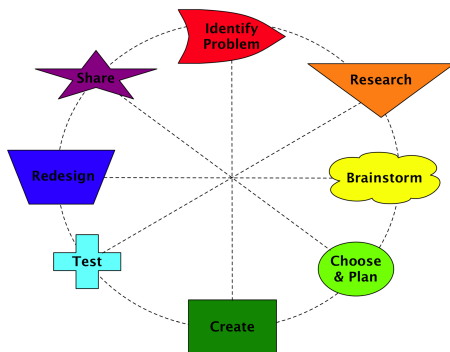 Identify
Problem
Research
Brainstorm
Choose
& Plan
Create
Test
Redesign
Share